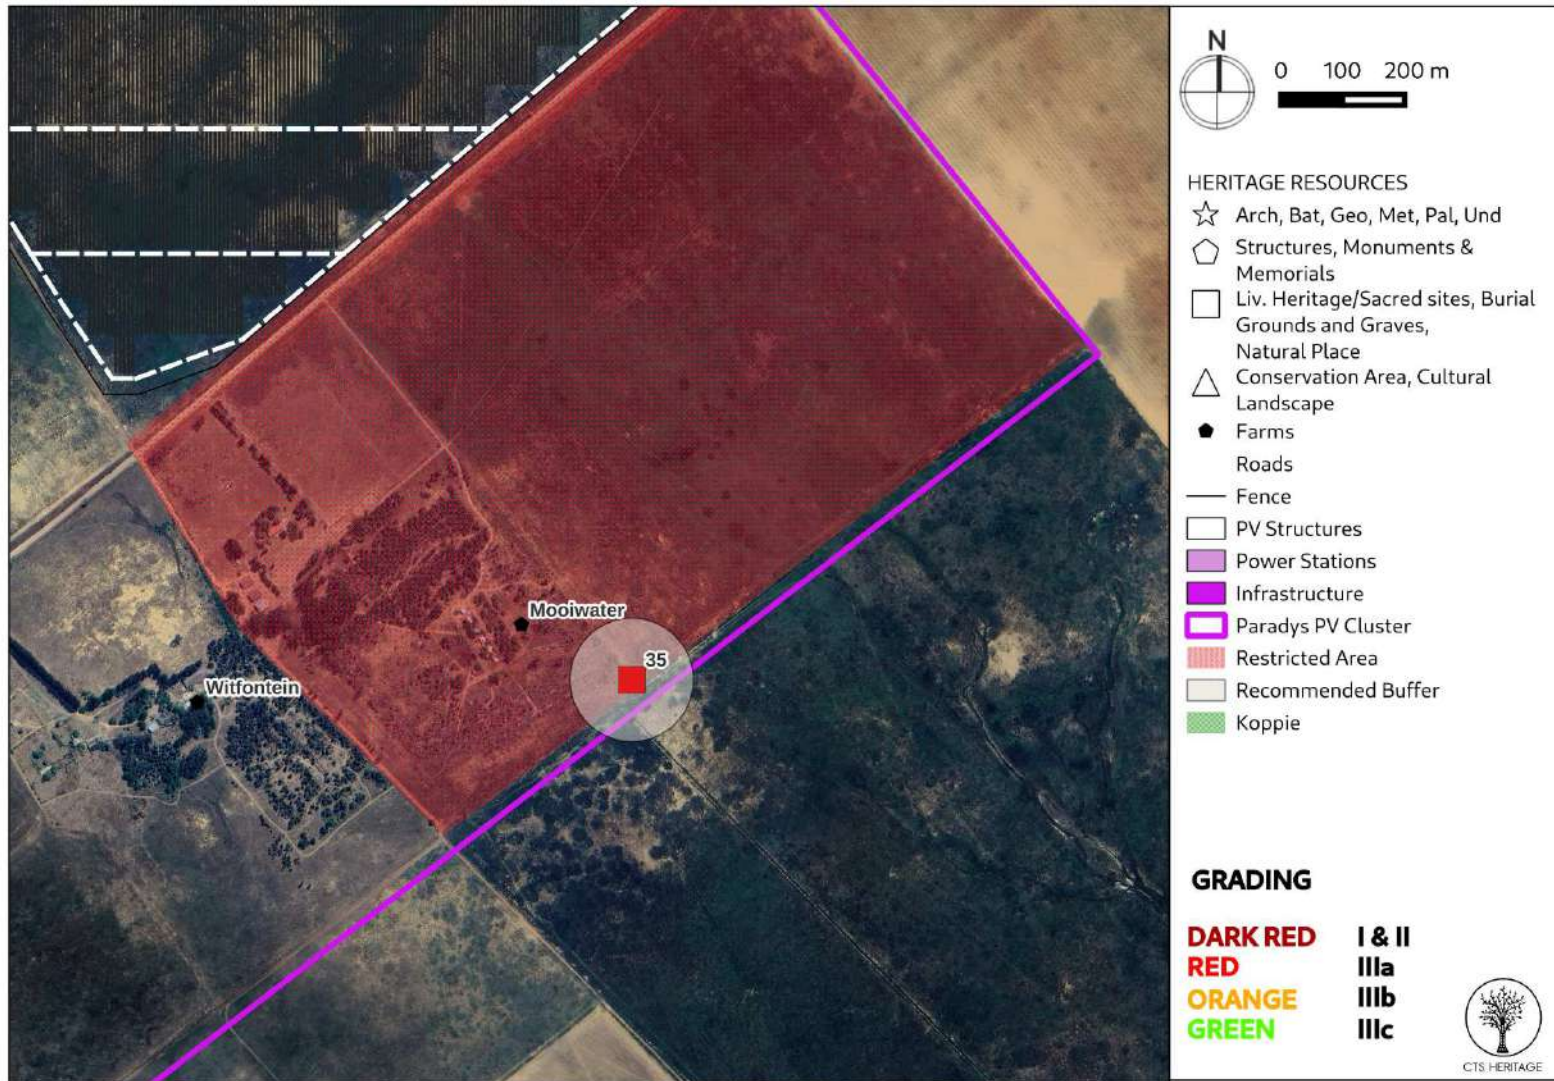 Mooiwater
35
Witfontein
N
0 100 200 m
HERITAGE RESOURCES
Arch, Bat, Geo, Met, Pal, Und
Structures, Monuments &
Memorials
Liv. Heritage/Sacred sites, Burial
Grounds and Graves,
Natural Place
Conservation Area, Cultural
Landscape
Farms
Roads
Fence
PV Structures
Power Stations
Infrastructure
Paradys PV Cluster
Restricted Area
Recommended Buffer
Koppie
GRADING
DARK RED I & II
RED IIIa
ORANGE IIIb
GREEN IIIc
CTS HERITAGE